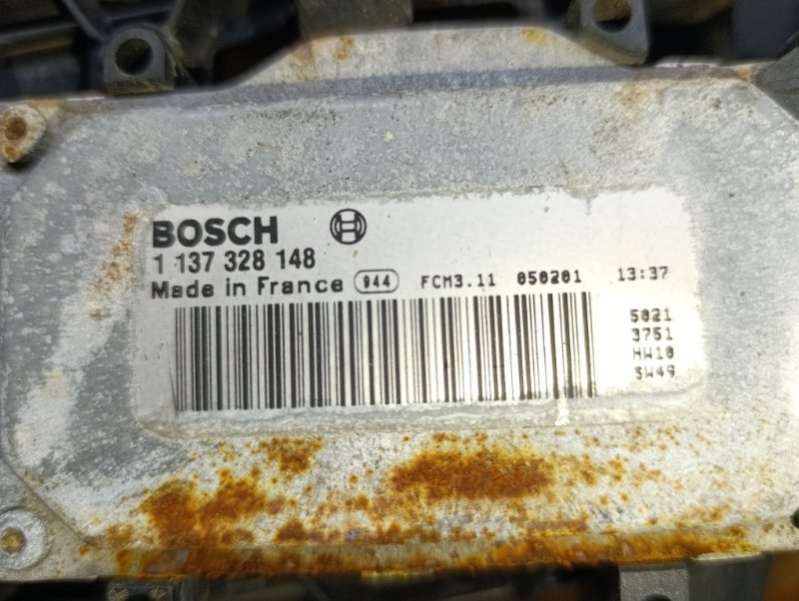 BOSCH
1 137 328 148
Made in France 944 FCM3.11 050201 13:37
5021
3751
HW10
SW49